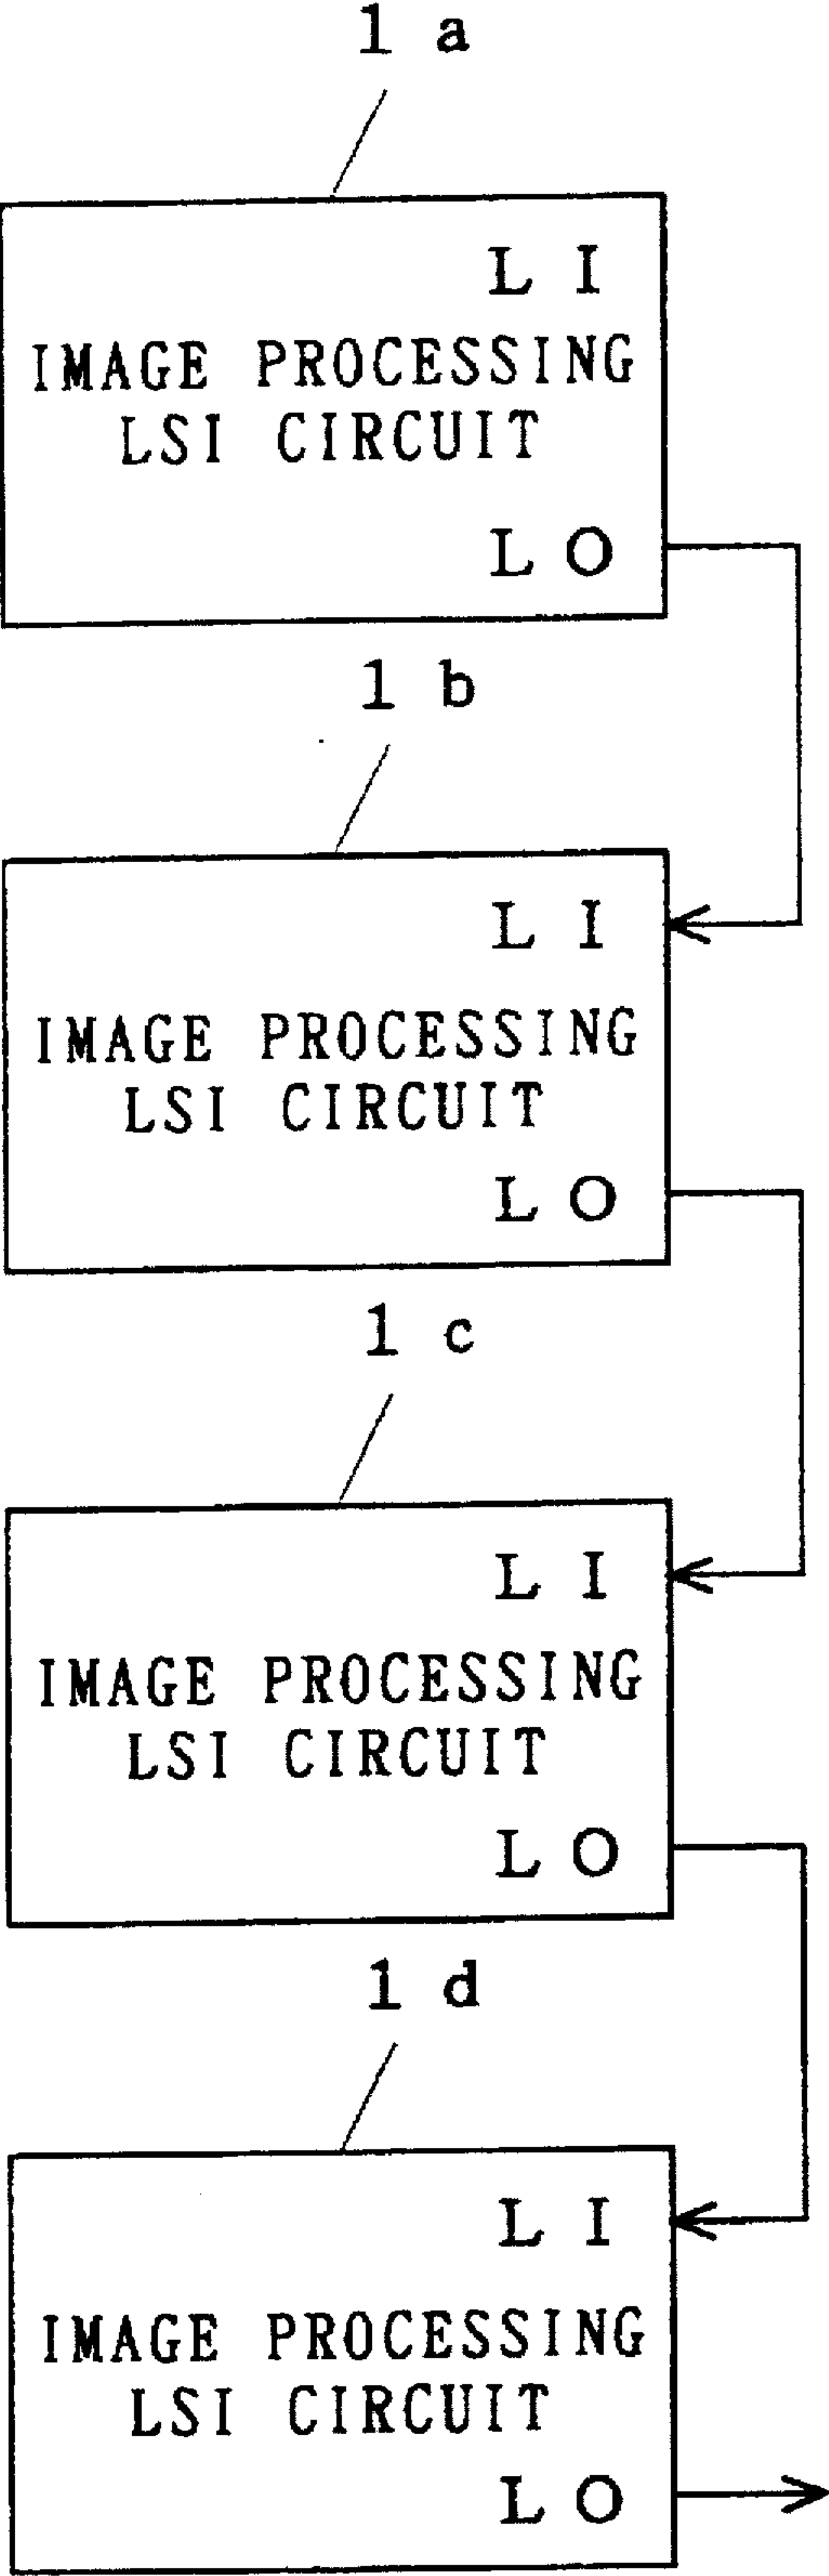 1 a
L I
IMAGE PROCESSING
LSI CIRCUIT
L O
1 b
L I
IMAGE PROCESSING
LSI CIRCUIT
L O
1 c
L I
IMAGE PROCESSING
LSI CIRCUIT
L O
1 d
L I
IMAGE PROCESSING
LSI CIRCUIT
L O